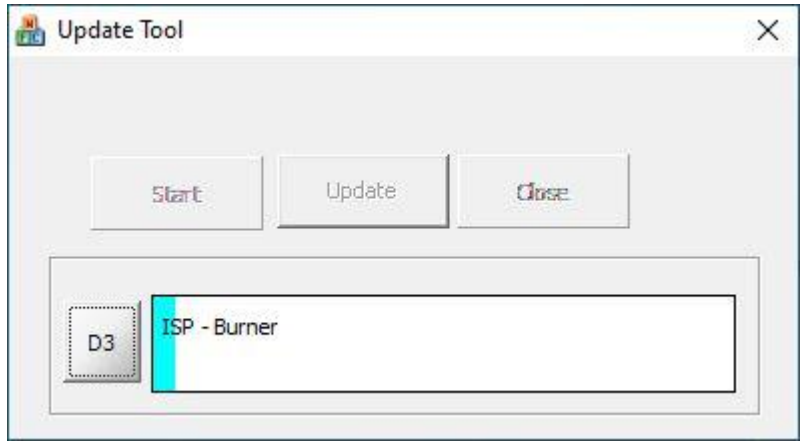 Update Tool
Start
Update
Close
D3
ISP - Burner